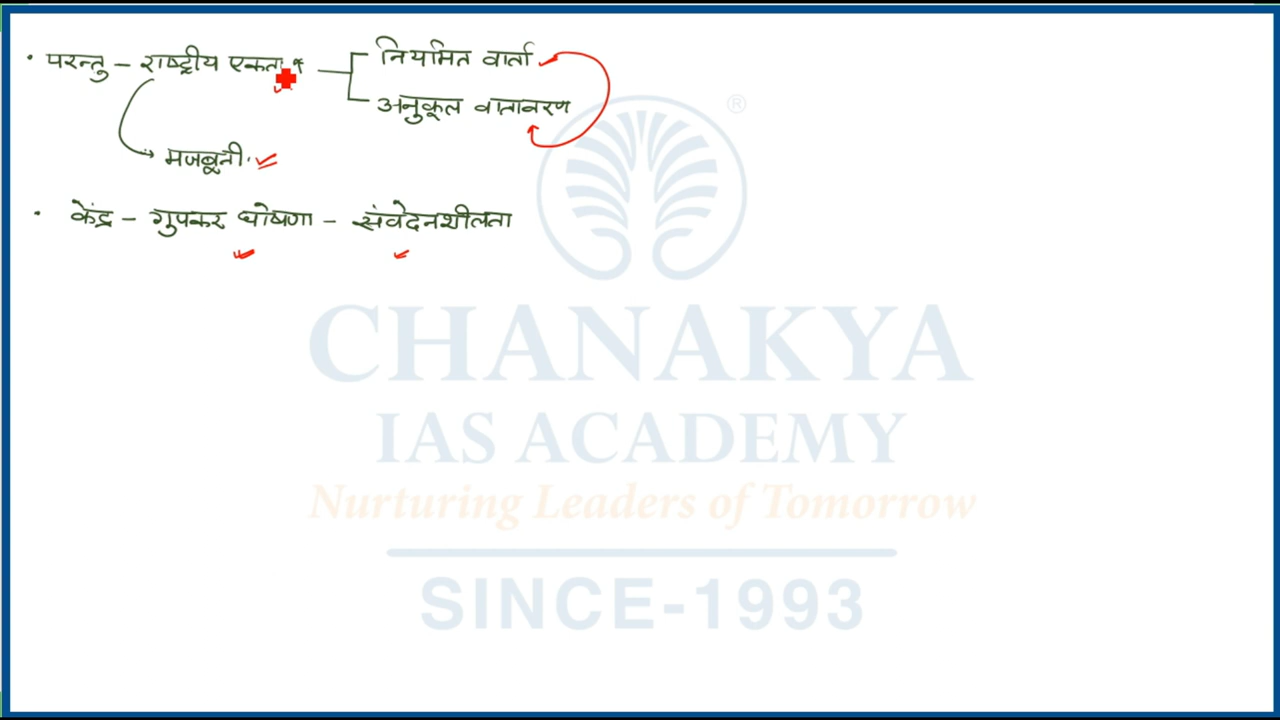 • परन्तु – राष्ट्रीय एकता
नियमित वार्ता
अनुकूल वातावरण
मजबूती
• केंद्र – गुपकर घोषणा – संवेदनशीलता
®
CHANAKYA
IAS ACADEMY
Nurturing Leaders of Tomorrow
SINCE-1993